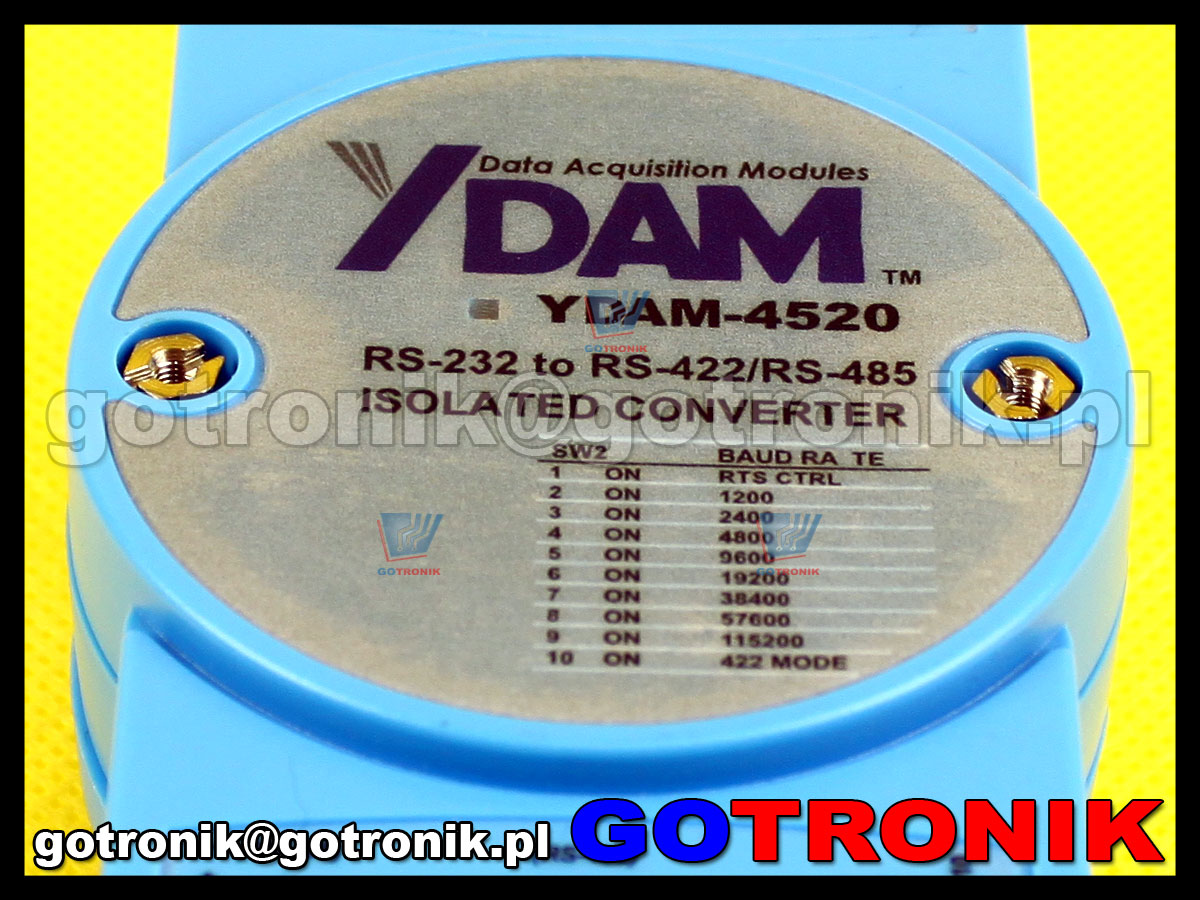 Data Acquisition Modules
YDAM ™
YDAM-4520
GOTRONIK
RS-232 to RS-422/RS-485
gotronik@gotronik.pl
ISOLATED CONVERTER
SW2 BAUD RA TE
1 ON RTS CTRL
2 ON 1200
3 ON 2400
4 ON 4800
5 ON 9600
6 ON 19200
7 ON 38400
8 ON 57600
9 ON 115200
10 ON 422 MODE
GOTRONIK
GOTRONIK
gotronik@gotronik.pl
GOTRONIK